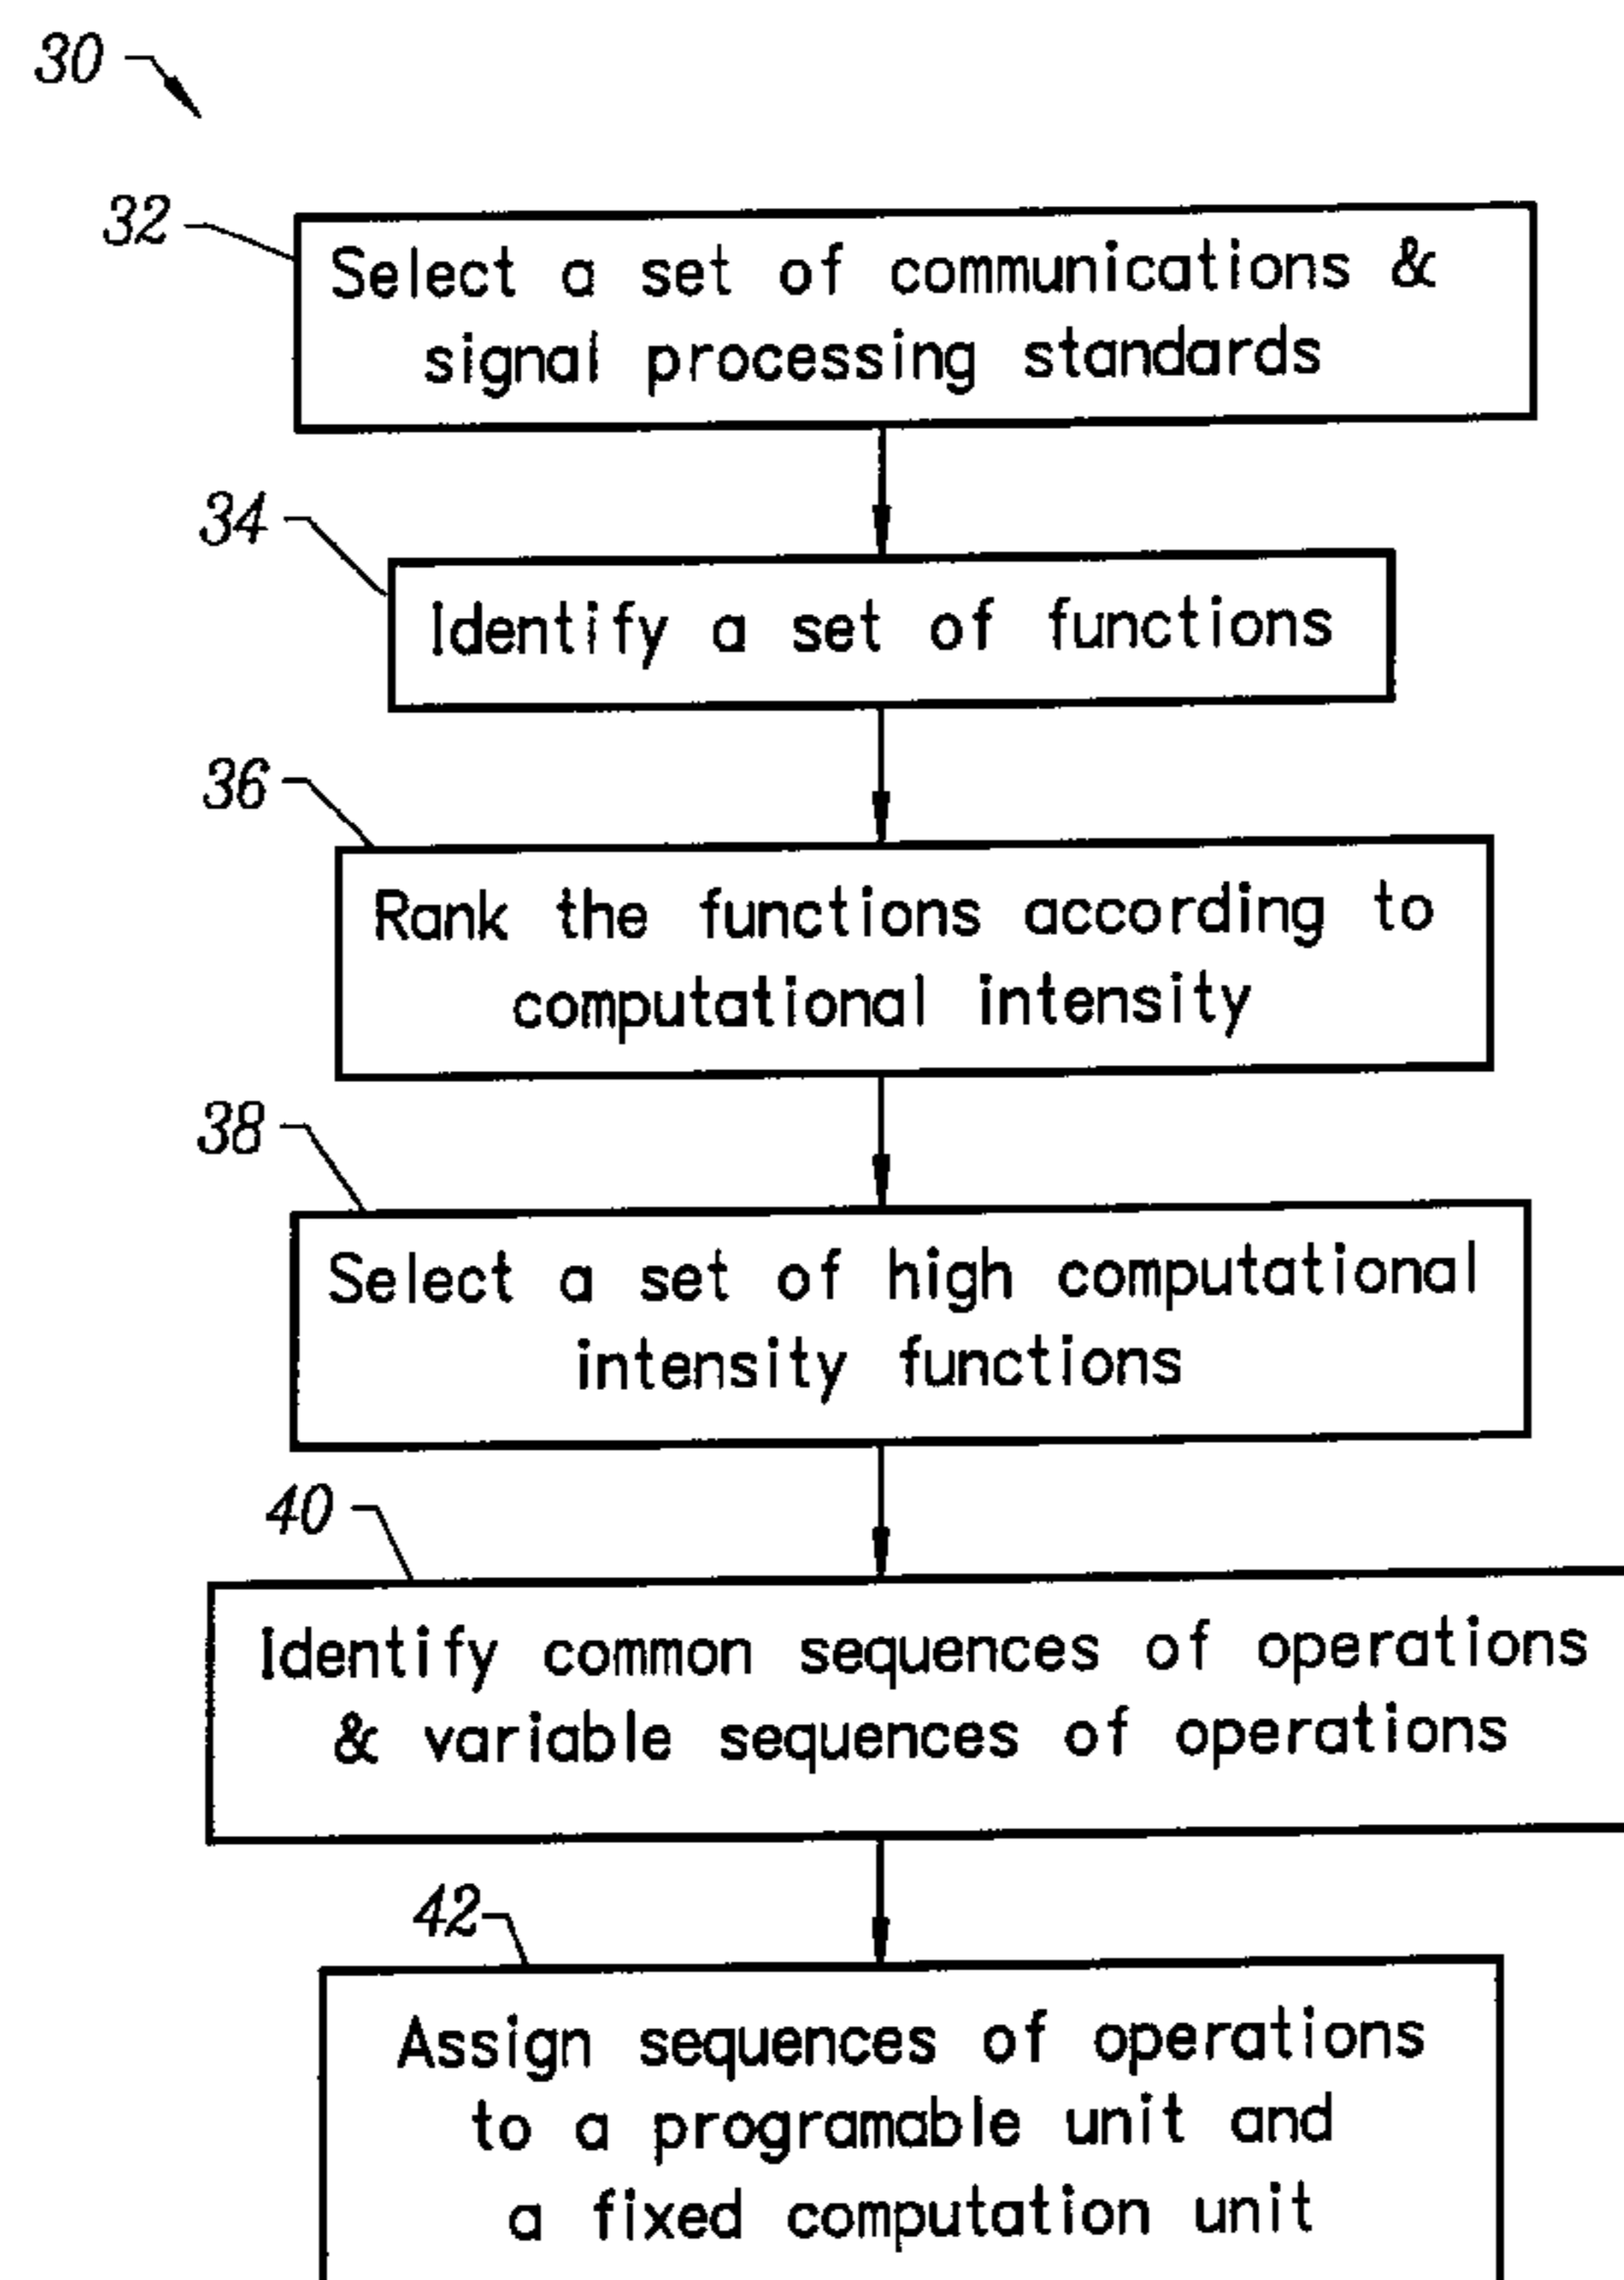 30
32
Select a set of communications &
signal processing standards
34
Identify a set of functions
36
Rank the functions according to
computational intensity
38
Select a set of high computational
intensity functions
40
Identify common sequences of operations
& variable sequences of operations
42
Assign sequences of operations
to a programable unit and
a fixed computation unit